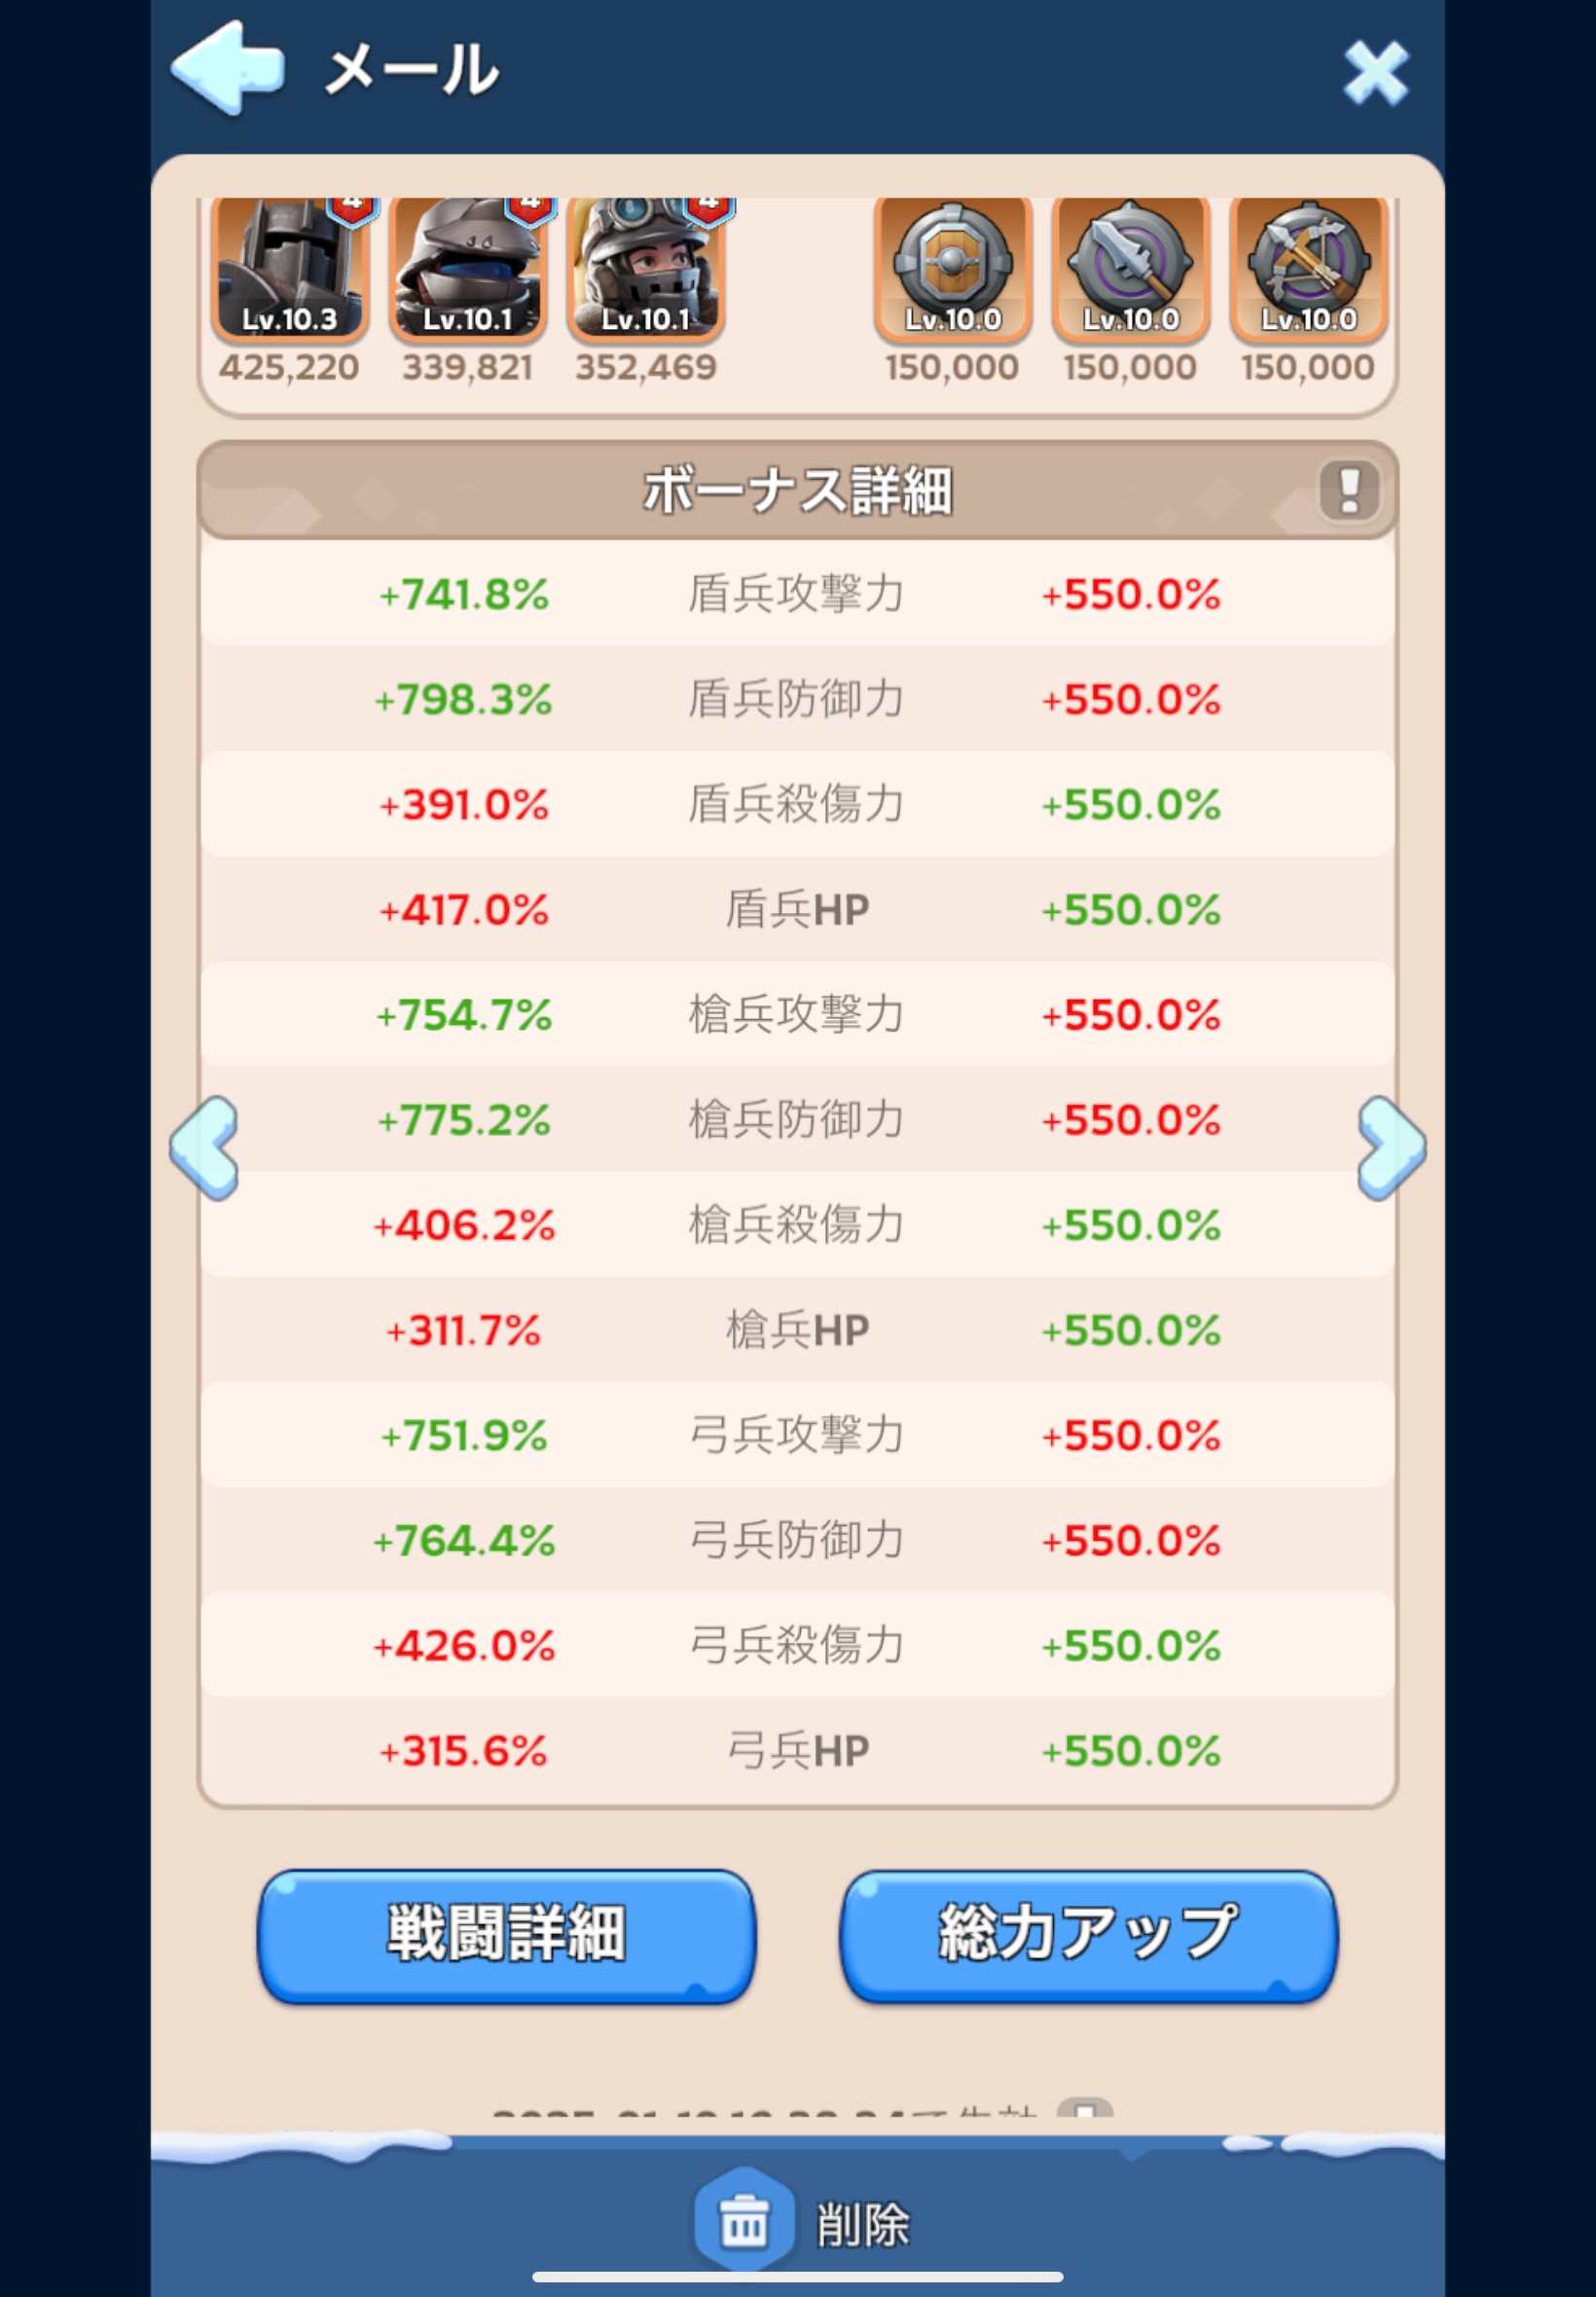 メール
4 4 4
Lv.10.3 Lv.10.1 Lv.10.1 Lv.10.0 Lv.10.0 Lv.10.0
425,220 339,821 352,469 150,000 150,000 150,000
ボーナス詳細
+741.8% 盾兵攻撃力 +550.0%
+798.3% 盾兵防御力 +550.0%
+391.0% 盾兵殺傷力 +550.0%
+417.0% 盾兵HP +550.0%
+754.7% 槍兵攻撃力 +550.0%
+775.2% 槍兵防御力 +550.0%
+406.2% 槍兵殺傷力 +550.0%
+311.7% 槍兵HP +550.0%
+751.9% 弓兵攻撃力 +550.0%
+764.4% 弓兵防御力 +550.0%
+426.0% 弓兵殺傷力 +550.0%
+315.6% 弓兵HP +550.0%
戦闘詳細 総力アップ
削除